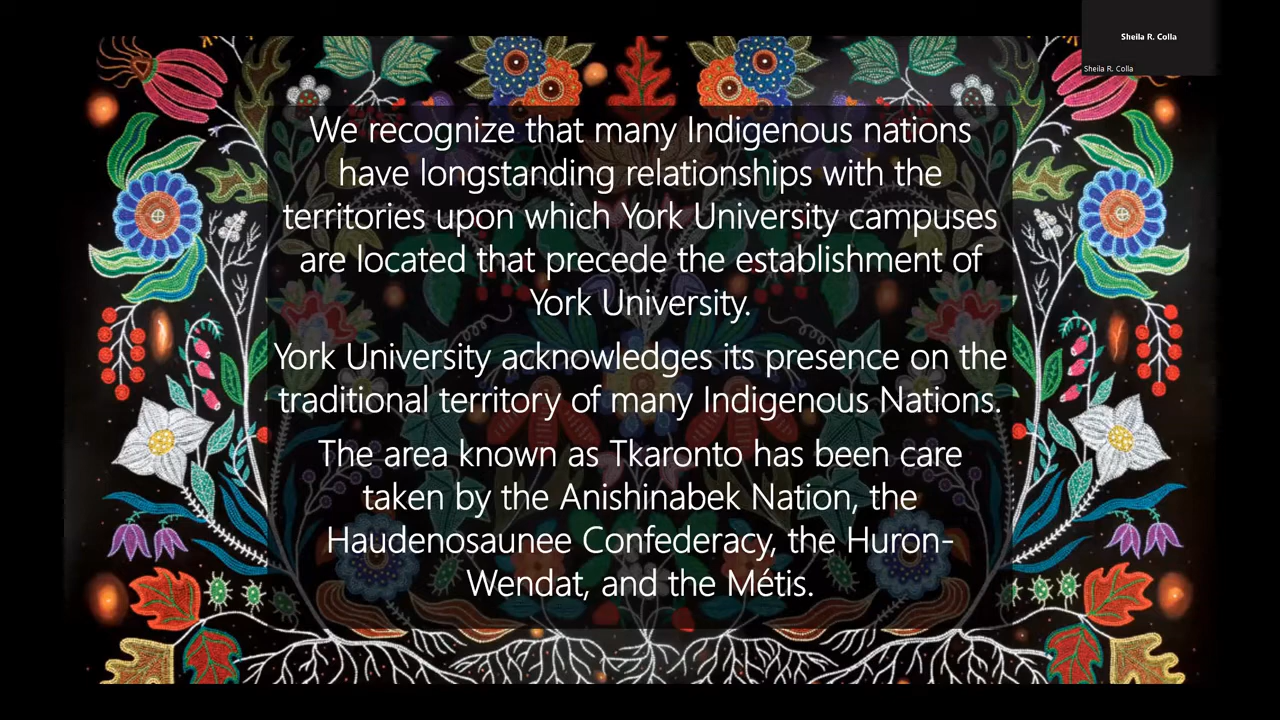 Sheila R. Colla
Sheila R. Colla
We recognize that many Indigenous nations
have longstanding relationships with the
territories upon which York University campuses
are located that precede the establishment of
York University.
York University acknowledges its presence on the
traditional territory of many Indigenous Nations.
The area known as Tkaronto has been care
taken by the Anishinabek Nation, the
Haudenosaunee Confederacy, the Huron-
Wendat, and the Métis.